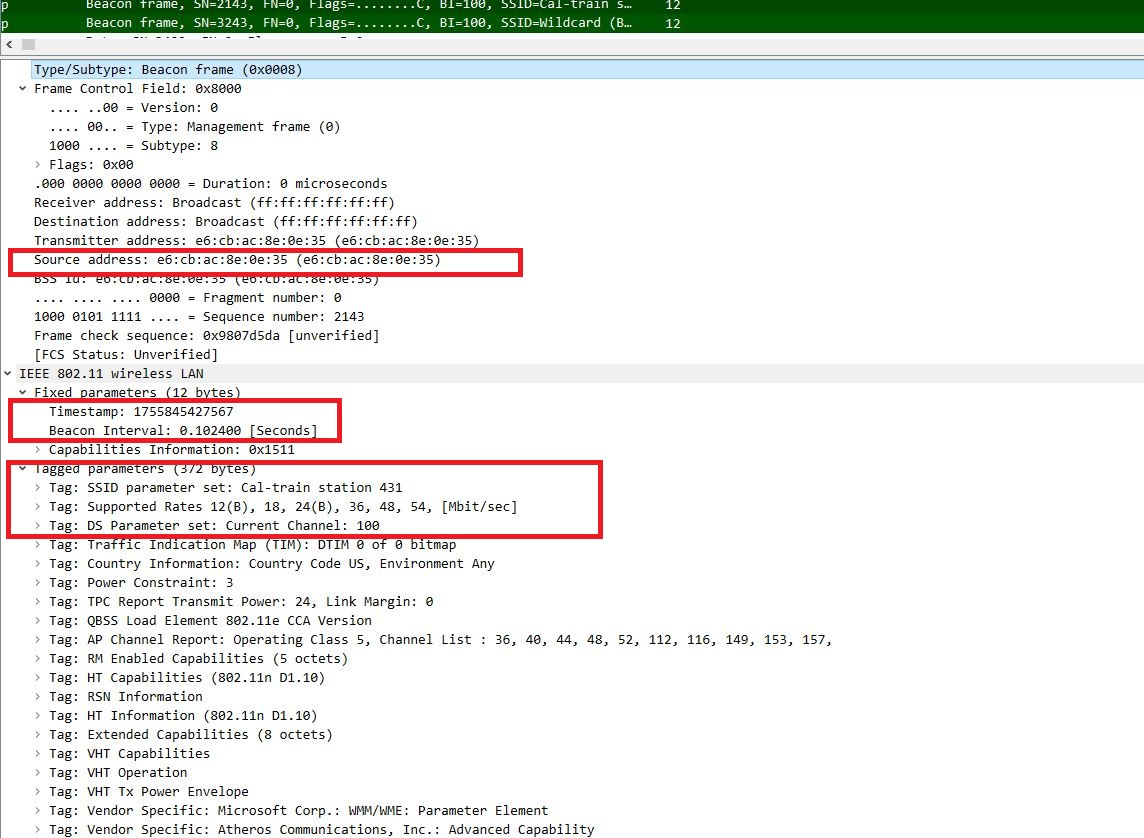 p Beacon frame, SN=2143, FN=0, Flags=........C, BI=100, SSID=Cal-train s… 12
p Beacon frame, SN=3243, FN=0, Flags=........C, BI=100, SSID=Wildcard (B… 12
Type/Subtype: Beacon frame (0x0008)
Frame Control Field: 0x8000
.... ..00 = Version: 0
.... 00.. = Type: Management frame (0)
1000 .... = Subtype: 8
Flags: 0x00
.000 0000 0000 0000 = Duration: 0 microseconds
Receiver address: Broadcast (ff:ff:ff:ff:ff:ff)
Destination address: Broadcast (ff:ff:ff:ff:ff:ff)
Transmitter address: e6:cb:ac:8e:0e:35 (e6:cb:ac:8e:0e:35)
Source address: e6:cb:ac:8e:0e:35 (e6:cb:ac:8e:0e:35)
BSS Id: e6:cb:ac:8e:0e:35 (e6:cb:ac:8e:0e:35)
.... .... .... 0000 = Fragment number: 0
1000 0101 1111 .... = Sequence number: 2143
Frame check sequence: 0x9807d5da [unverified]
[FCS Status: Unverified]
IEEE 802.11 wireless LAN
Fixed parameters (12 bytes)
Timestamp: 1755845427567
Beacon Interval: 0.102400 [Seconds]
Capabilities Information: 0x1511
Tagged parameters (372 bytes)
Tag: SSID parameter set: Cal-train station 431
Tag: Supported Rates 12(B), 18, 24(B), 36, 48, 54, [Mbit/sec]
Tag: DS Parameter set: Current Channel: 100
Tag: Traffic Indication Map (TIM): DTIM 0 of 0 bitmap
Tag: Country Information: Country Code US, Environment Any
Tag: Power Constraint: 3
Tag: TPC Report Transmit Power: 24, Link Margin: 0
Tag: QBSS Load Element 802.11e CCA Version
Tag: AP Channel Report: Operating Class 5, Channel List : 36, 40, 44, 48, 52, 112, 116, 149, 153, 157,
Tag: RM Enabled Capabilities (5 octets)
Tag: HT Capabilities (802.11n D1.10)
Tag: RSN Information
Tag: HT Information (802.11n D1.10)
Tag: Extended Capabilities (8 octets)
Tag: VHT Capabilities
Tag: VHT Operation
Tag: VHT Tx Power Envelope
Tag: Vendor Specific: Microsoft Corp.: WMM/WME: Parameter Element
Tag: Vendor Specific: Atheros Communications, Inc.: Advanced Capability